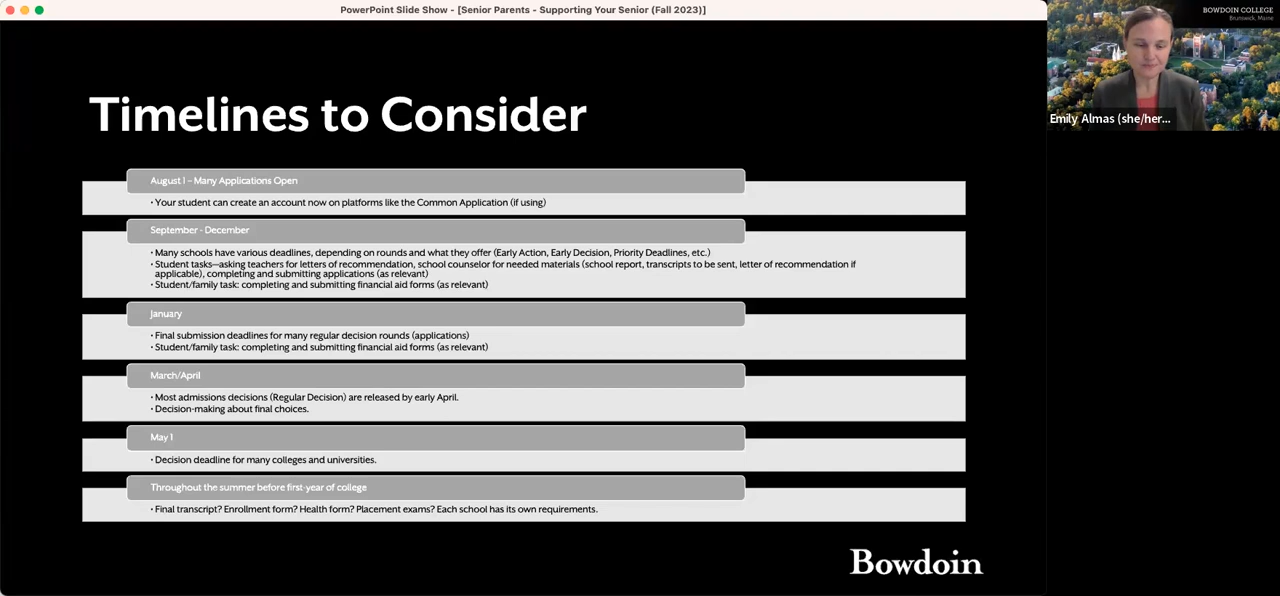 PowerPoint Slide Show - [Senior Parents - Supporting Your Senior (Fall 2023)]
BOWDOIN COLLEGE
Brunswick, Maine
Emily Almas (she/her...
Timelines to Consider
August 1 – Many Applications Open
• Your student can create an account now on platforms like the Common Application (if using)
September - December
• Many schools have various deadlines, depending on rounds and what they offer (Early Action, Early Decision, Priority Deadlines, etc.)
• Student tasks—asking teachers for letters of recommendation, school counselor for needed materials (school report, transcripts to be sent, letter of recommendation if
applicable), completing and submitting applications (as relevant)
• Student/family task: completing and submitting financial aid forms (as relevant)
January
• Final submission deadlines for many regular decision rounds (applications)
• Student/family task: completing and submitting financial aid forms (as relevant)
March/April
• Most admissions decisions (Regular Decision) are released by early April.
• Decision-making about final choices.
May 1
• Decision deadline for many colleges and universities.
Throughout the summer before first-year of college
• Final transcript? Enrollment form? Health form? Placement exams? Each school has its own requirements.
Bowdoin